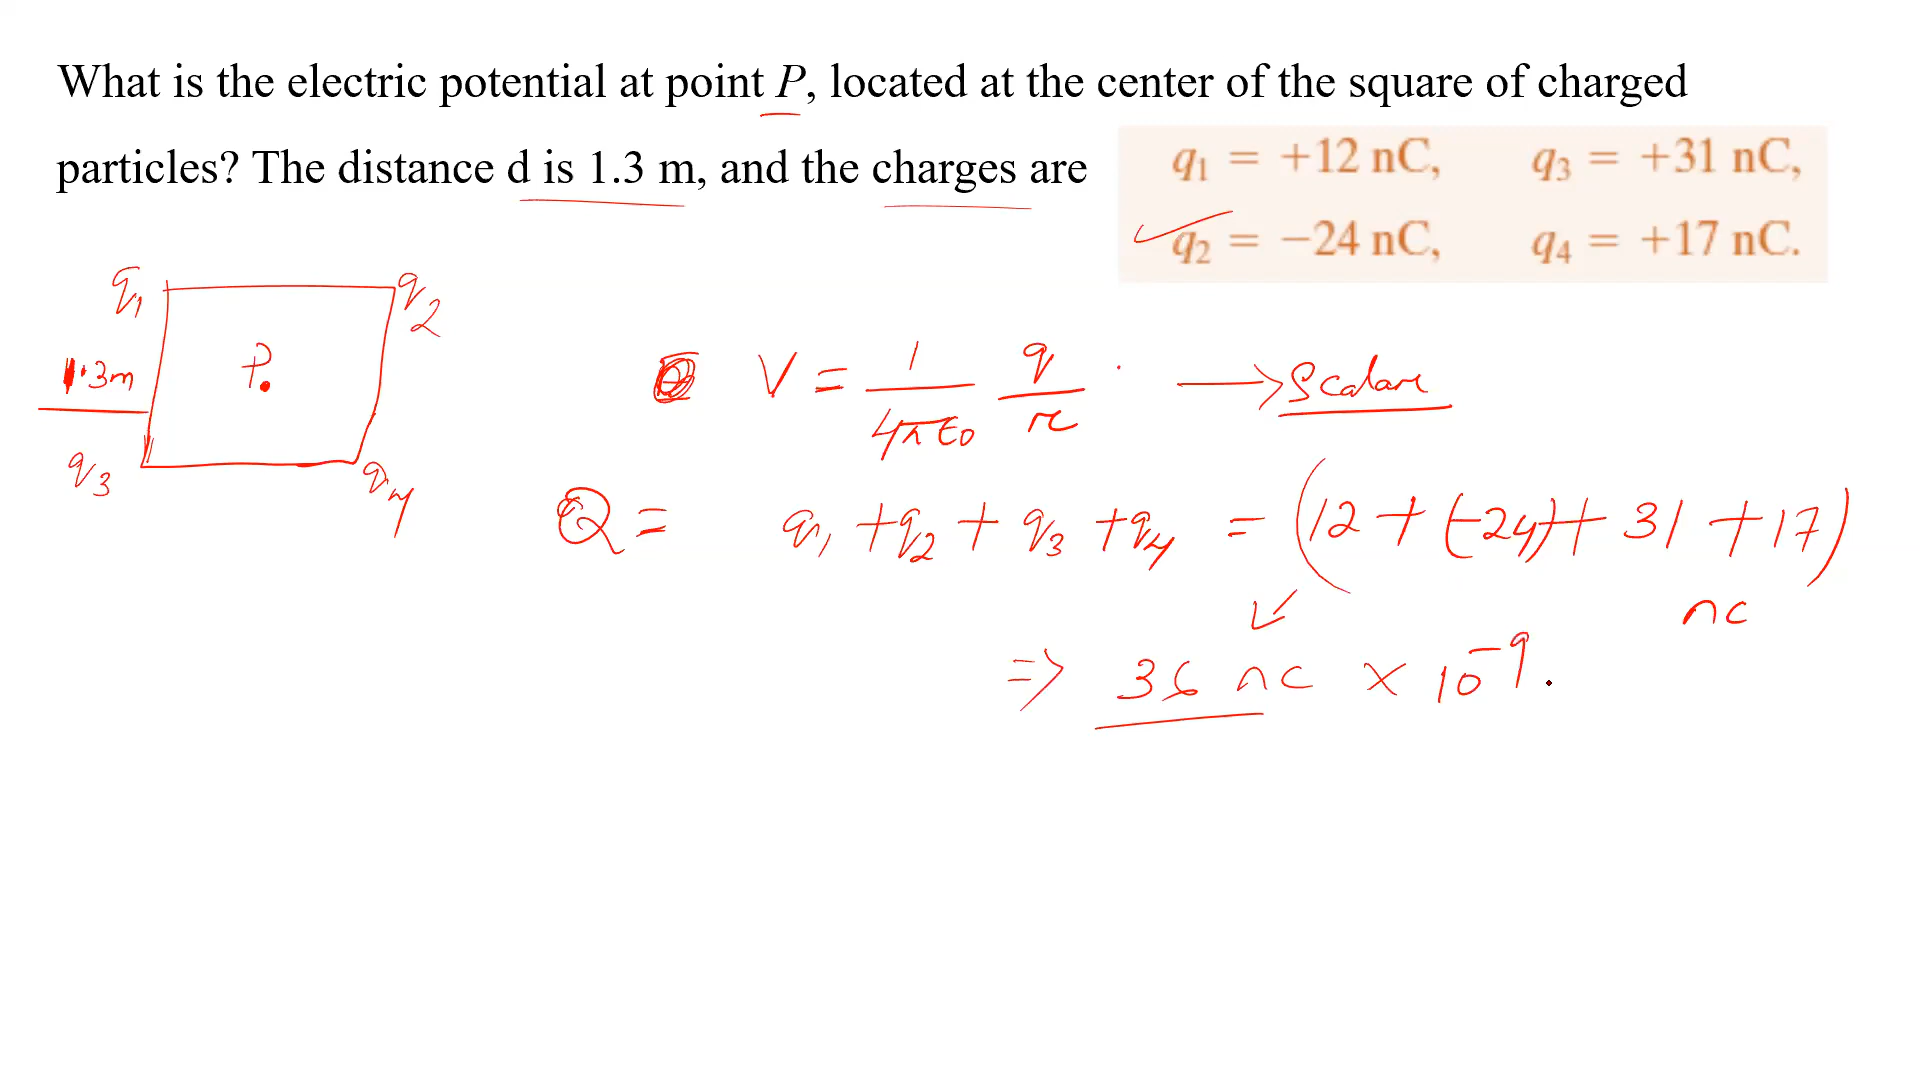 What is the electric potential at point P, located at the center of the square of charged
particles? The distance d is 1.3 m, and the charges are
q₁ = +12 nC, q₃ = +31 nC,
q₂ = −24 nC, q₄ = +17 nC.
q₁ q₂
1.3m P.
q₃ q₄
V = 1/4πε₀ q/r → Scalar
Q = q₁ + q₂ + q₃ + q₄ = (12 + (-24) + 31 + 17)
nc
⇒ 36 nc × 10⁻⁹.